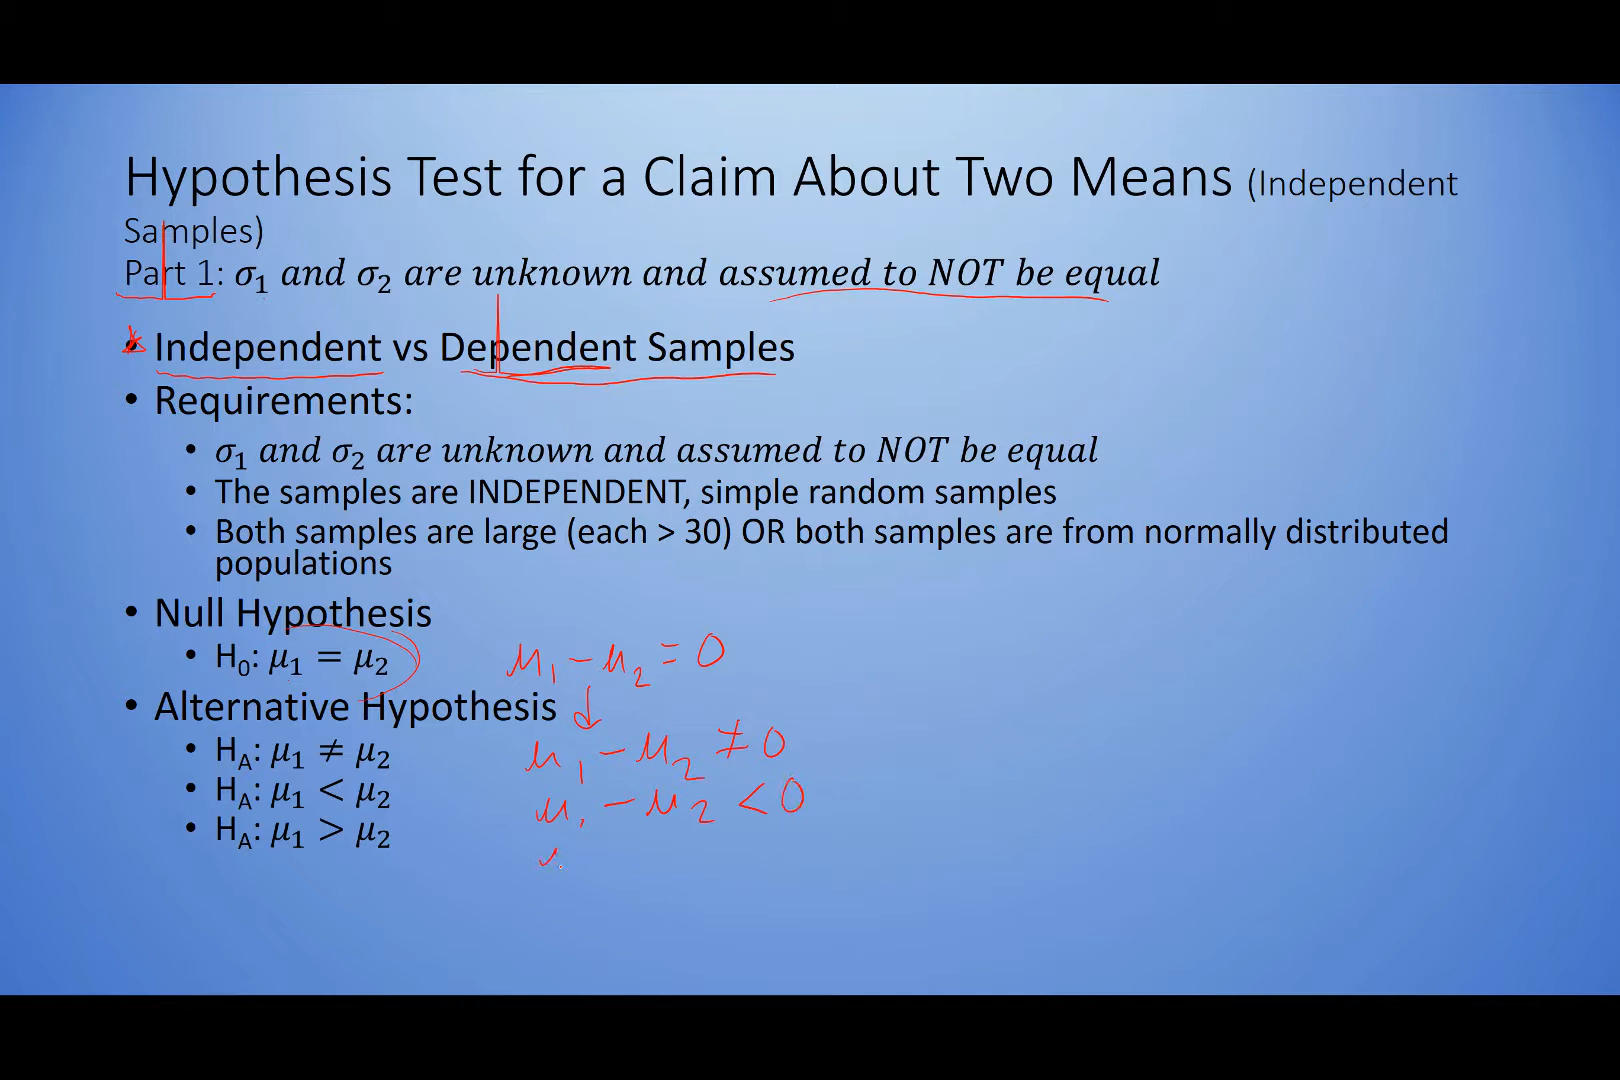 Hypothesis Test for a Claim About Two Means (Independent
Samples)
Part 1: σ₁ and σ₂ are unknown and assumed to NOT be equal
• Independent vs Dependent Samples
• Requirements:
• σ₁ and σ₂ are unknown and assumed to NOT be equal
• The samples are INDEPENDENT, simple random samples
• Both samples are large (each > 30) OR both samples are from normally distributed
populations
• Null Hypothesis
• H₀: μ₁ = μ₂ μ₁ − μ₂ = 0
• Alternative Hypothesis
• H_A: μ₁ ≠ μ₂ μ₁ − μ₂ ≠ 0
• H_A: μ₁ < μ₂ μ₁ − μ₂ < 0
• H_A: μ₁ > μ₂